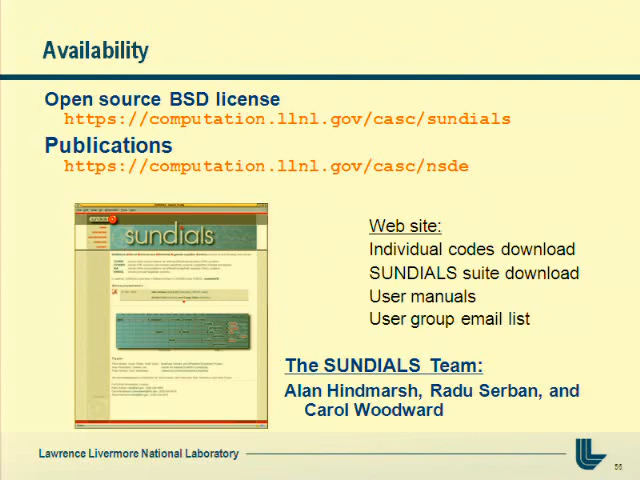 Availability
Open source BSD license
https://computation.llnl.gov/casc/sundials
Publications
https://computation.llnl.gov/casc/nsde
sundials
Web site:
Individual codes download
SUNDIALS suite download
User manuals
User group email list
The SUNDIALS Team:
Alan Hindmarsh, Radu Serban, and
Carol Woodward
Lawrence Livermore National Laboratory